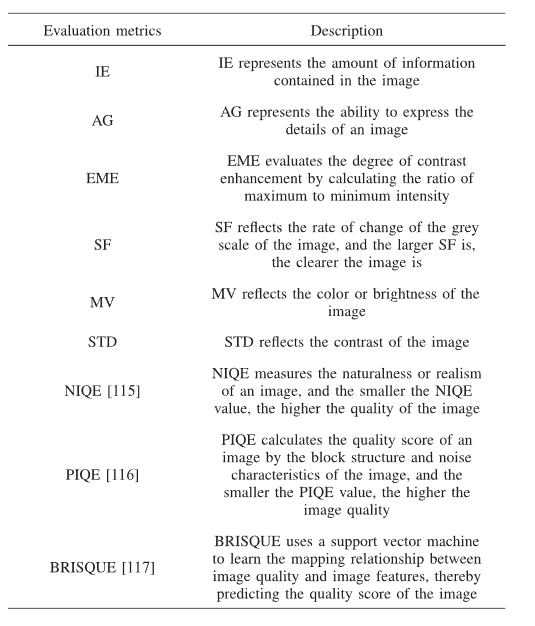 Evaluation metrics Description
IE
IE represents the amount of information
contained in the image
AG
AG represents the ability to express the
details of an image
EME
EME evaluates the degree of contrast
enhancement by calculating the ratio of
maximum to minimum intensity
SF
SF reflects the rate of change of the grey
scale of the image, and the larger SF is,
the clearer the image is
MV
MV reflects the color or brightness of the
image
STD
STD reflects the contrast of the image
NIQE [115]
NIQE measures the naturalness or realism
of an image, and the smaller the NIQE
value, the higher the quality of the image
PIQE [116]
PIQE calculates the quality score of an
image by the block structure and noise
characteristics of the image, and the
smaller the PIQE value, the higher the
image quality
BRISQUE [117]
BRISQUE uses a support vector machine
to learn the mapping relationship between
image quality and image features, thereby
predicting the quality score of the image